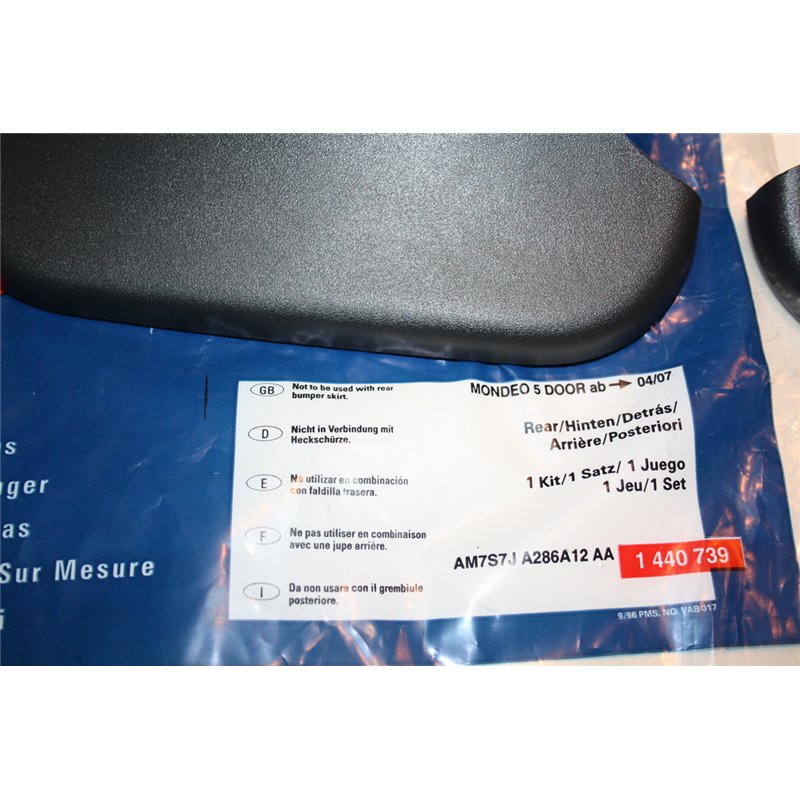 GB Not to be used with rear
bumper skirt.
D Nicht in Verbindung mit
Heckschürze.
E No utilizar en combinación
con faldilla trasera.
F Ne pas utiliser en combinaison
avec une jupe arrière.
I Da non usara con il grembiule
posteriore.
MONDEO 5 DOOR ab → 04/07
Rear/Hinten/Detrás/
Arrière/Posteriori
1 Kit/1 Satz/ 1 Juego
1 Jeu/1 Set
AM7S7J A286A12 AA 1 440 739
9/96 PMS. NO. VAB 017
Sur Mesure